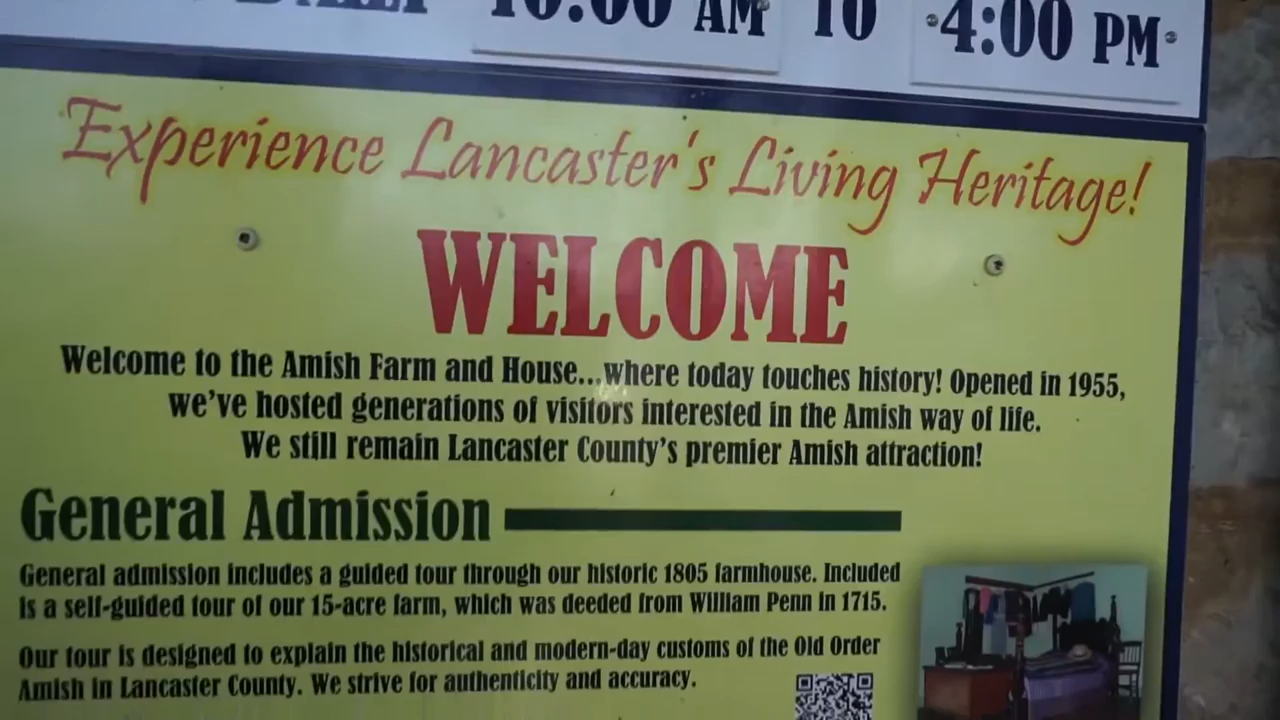 DAILY 10:00 AM TO 4:00 PM
Experience Lancaster's Living Heritage!
WELCOME
Welcome to the Amish Farm and House...where today touches history! Opened in 1955,
we've hosted generations of visitors interested in the Amish way of life.
We still remain Lancaster County's premier Amish attraction!
General Admission
General admission includes a guided tour through our historic 1805 farmhouse. Included
is a self-guided tour of our 15-acre farm, which was deeded from William Penn in 1715.
Our tour is designed to explain the historical and modern-day customs of the Old Order
Amish in Lancaster County. We strive for authenticity and accuracy.